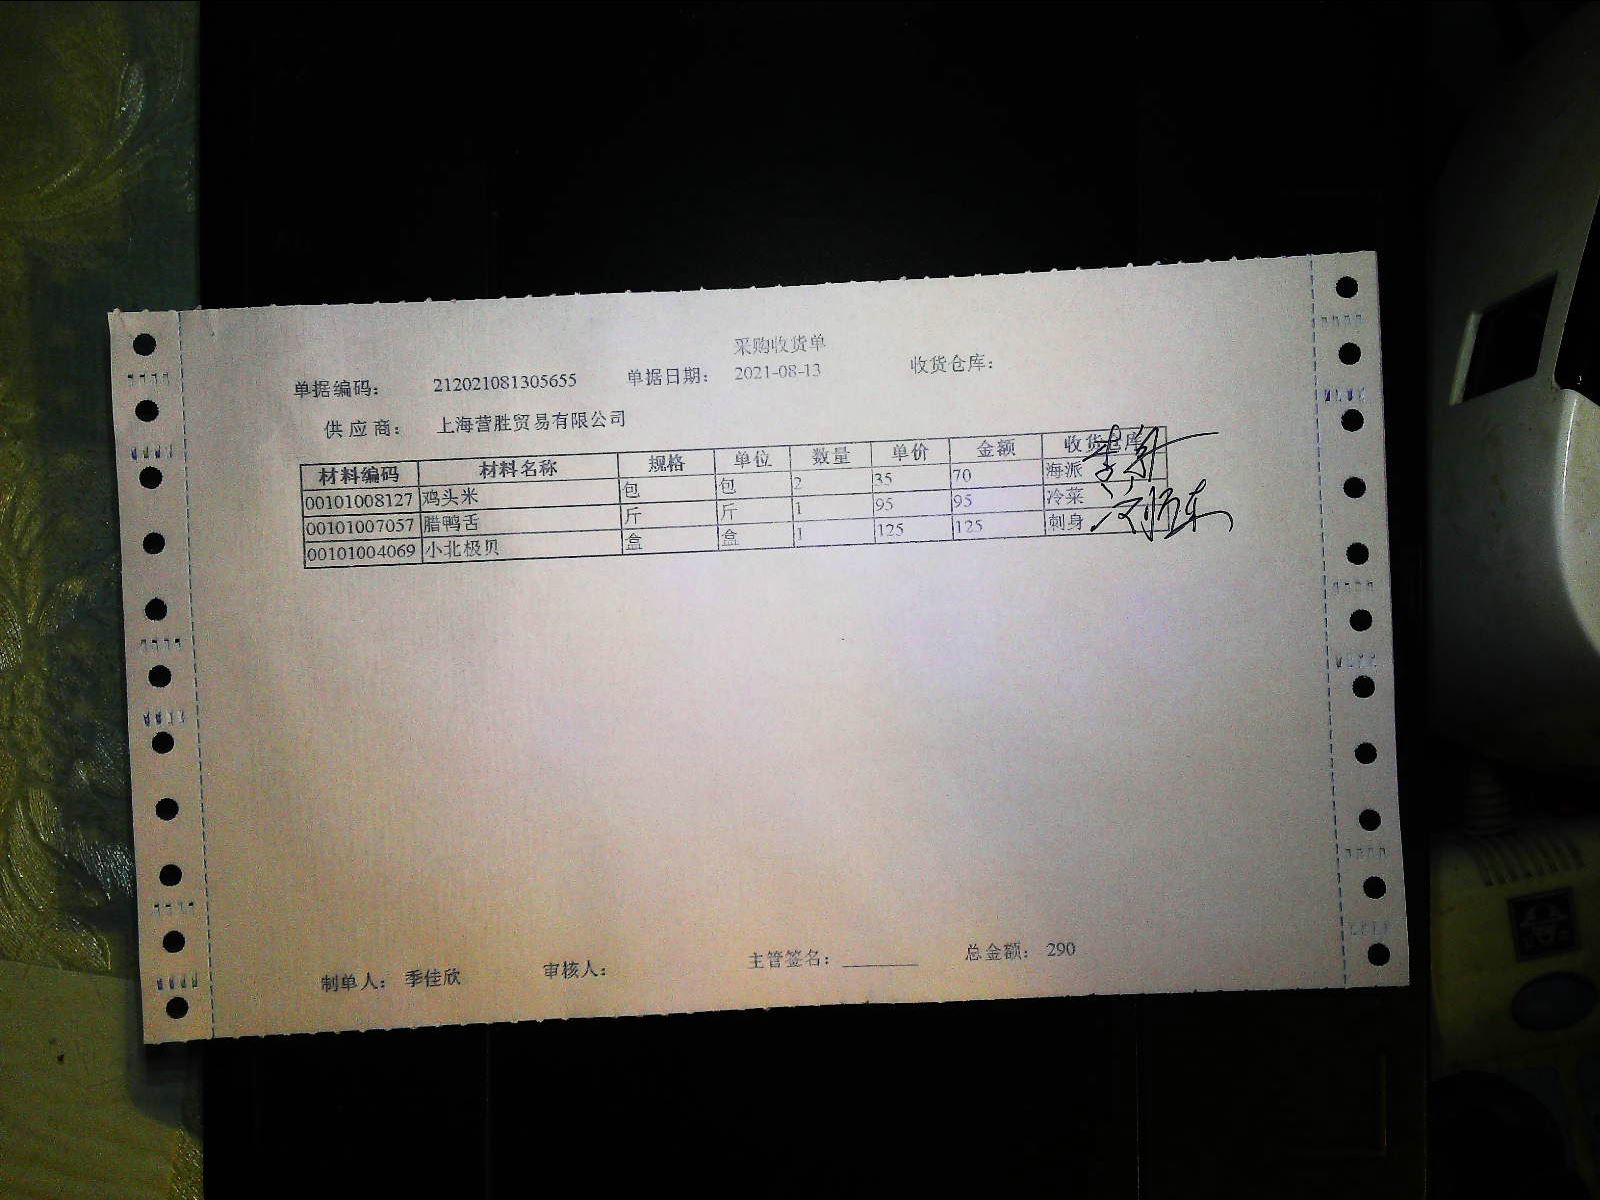 采购收货单
单据编码： 212021081305655 单据日期： 2021-08-13 收货仓库：
供应商： 上海营胜贸易有限公司
材料编码 材料名称 规格 单位 数量 单价 金额 收货仓库
00101008127 鸡头米 包 包 2 35 70 海派
00101007057 腊鸭舌 斤 斤 1 95 95 冷菜
00101004069 小北极贝 盒 盒 1 125 125 刺身
制单人： 季佳欣 审核人： 主管签名：________ 总金额： 290